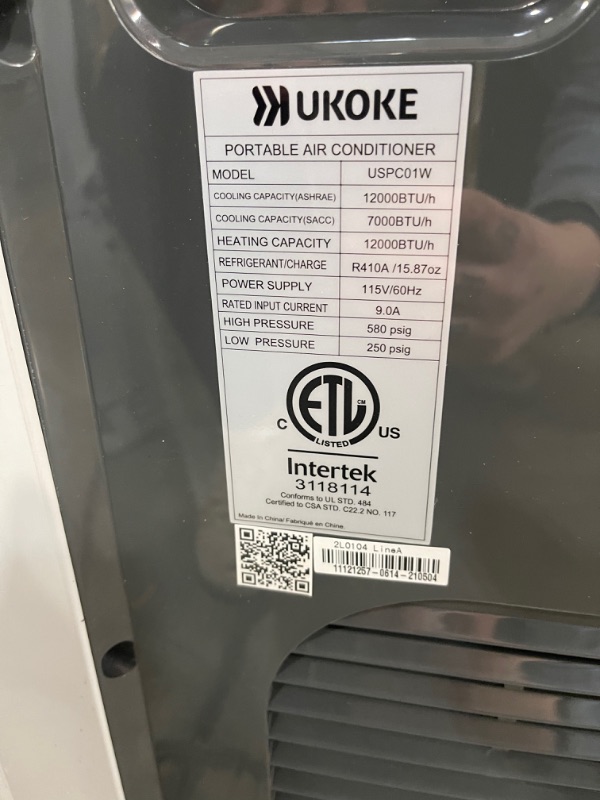 UKOKE
PORTABLE AIR CONDITIONER
MODEL USPC01W
COOLING CAPACITY(ASHRAE) 12000BTU/h
COOLING CAPACITY(SACC) 7000BTU/h
HEATING CAPACITY 12000BTU/h
REFRIGERANT/CHARGE R410A /15.87oz
POWER SUPPLY 115V/60Hz
RATED INPUT CURRENT 9.0A
HIGH PRESSURE 580 psig
LOW PRESSURE 250 psig
ETL CM
C LISTED US
Intertek
3118114
Conforms to UL STD. 484
Certified to CSA STD. C22.2 NO. 117
Made in China/ Fabriqué en Chine.
2L0104 LineA
11121257-0614-210504